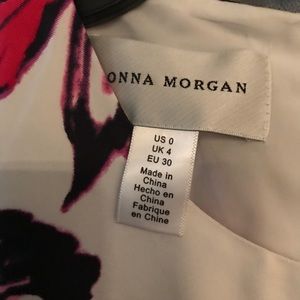 ONNA MORGAN
US 0
UK 4
EU 30
Made in
China
Hecho en
China
Fabrique
en Chine